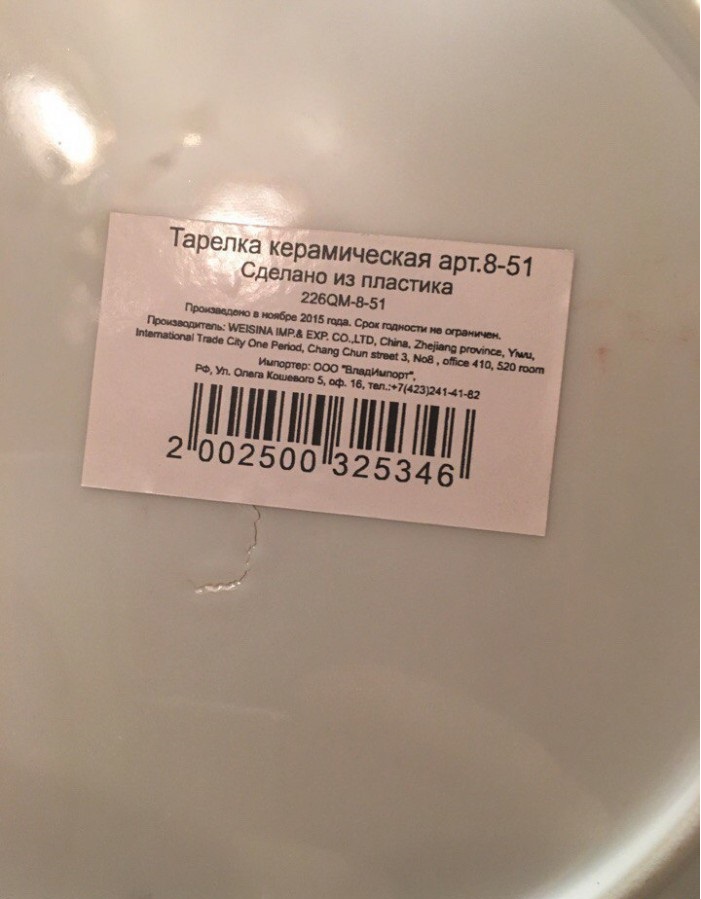 Тарелка керамическая арт.8-51
Сделано из пластика
226QM-8-51
Произведено в ноябре 2015 года. Срок годности не ограничен.
Производитель: WEISINA IMP.& EXP. CO.,LTD, China, Zhejiang province, Yiwu,
International Trade City One Period, Chang Chun street 3, No8 , office 410, 520 room
Импортер: ООО "ВладИмпорт",
РФ, Ул. Олега Кошевого 5, оф. 16, тел.:+7(423)241-41-82
2 002500 325346